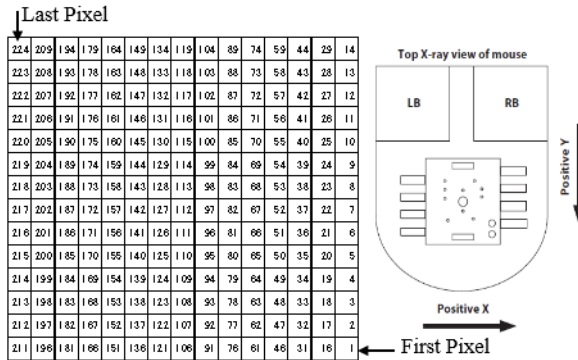 Last Pixel
224 209 194 179 164 149 134 119 104 89 74 59 44 29 14
223 208 193 178 163 148 133 118 103 88 73 58 43 28 13
222 207 192 177 162 147 132 117 102 87 72 57 42 27 12
221 206 191 176 161 146 131 116 101 86 71 56 41 26 11
220 205 190 175 160 145 130 115 100 85 70 55 40 25 10
219 204 189 174 159 144 129 114 99 84 69 54 39 24 9
218 203 188 173 158 143 128 113 98 83 68 53 38 23 8
217 202 187 172 157 142 127 112 97 82 67 52 37 22 7
216 201 186 171 156 141 126 111 96 81 66 51 36 21 6
215 200 185 170 155 140 125 110 95 80 65 50 35 20 5
214 199 184 169 154 139 124 109 94 79 64 49 34 19 4
213 198 183 168 153 138 123 108 93 78 63 48 33 18 3
212 197 182 167 152 137 122 107 92 77 62 47 32 17 2
211 196 181 166 151 136 121 106 91 76 61 46 31 16 1
First Pixel
Top X-ray view of mouse
LB RB
Positive Y
Positive X